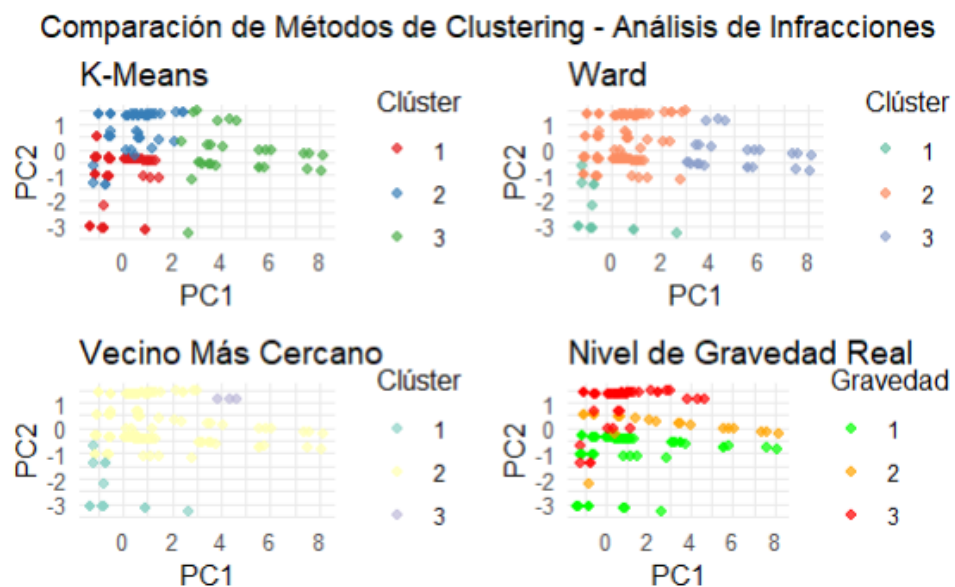 Comparación de Métodos de Clustering - Análisis de Infracciones
K-Means
Clúster
1
2
3
PC2
1
0
-1
-2
-3
0 2 4 6 8
PC1
Ward
Clúster
1
2
3
PC2
1
0
-1
-2
-3
0 2 4 6 8
PC1
Vecino Más Cercano
Clúster
1
2
3
PC2
1
0
-1
-2
-3
0 2 4 6 8
PC1
Nivel de Gravedad Real
Gravedad
1
2
3
PC2
1
0
-1
-2
-3
0 2 4 6 8
PC1